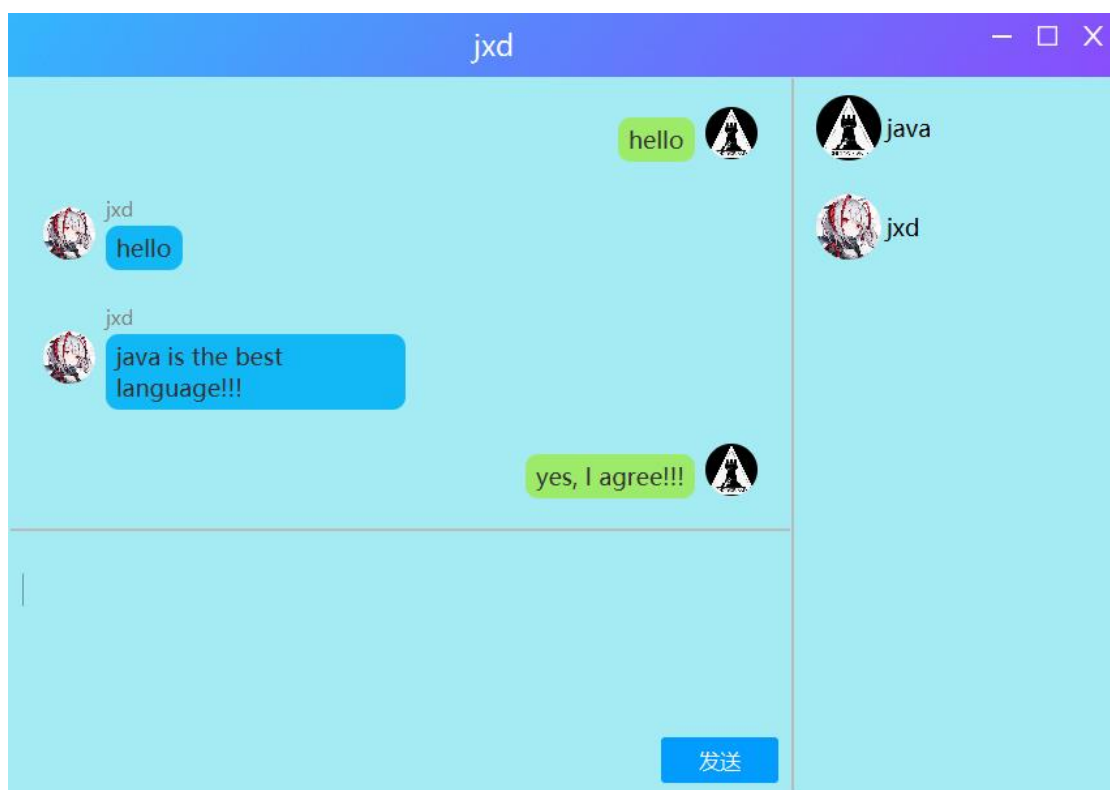 jxd
hello
jxd
hello
jxd
java is the best
language!!!
yes, I agree!!!
发送
java
jxd